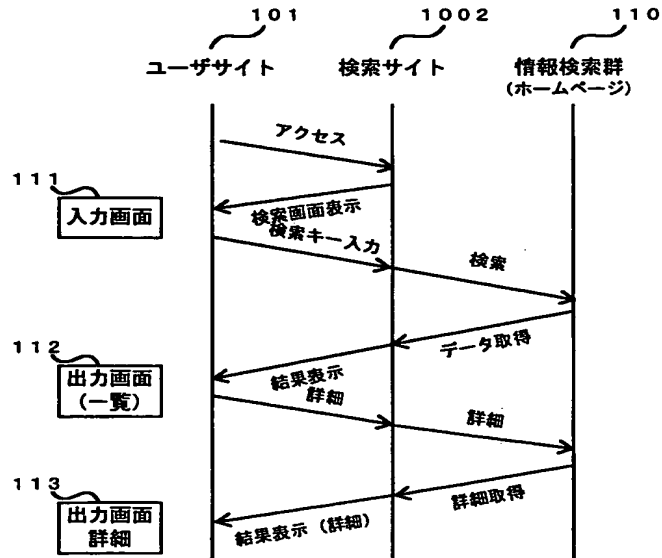 101
1002
110
ユーザサイト
検索サイト
情報検索群
(ホームページ)
アクセス
111
入力画面
検索画面表示
検索キー入力
検索
112
出力画面
(一覧)
データ取得
結果表示
詳細
詳細
113
出力画面
詳細
詳細取得
結果表示(詳細)